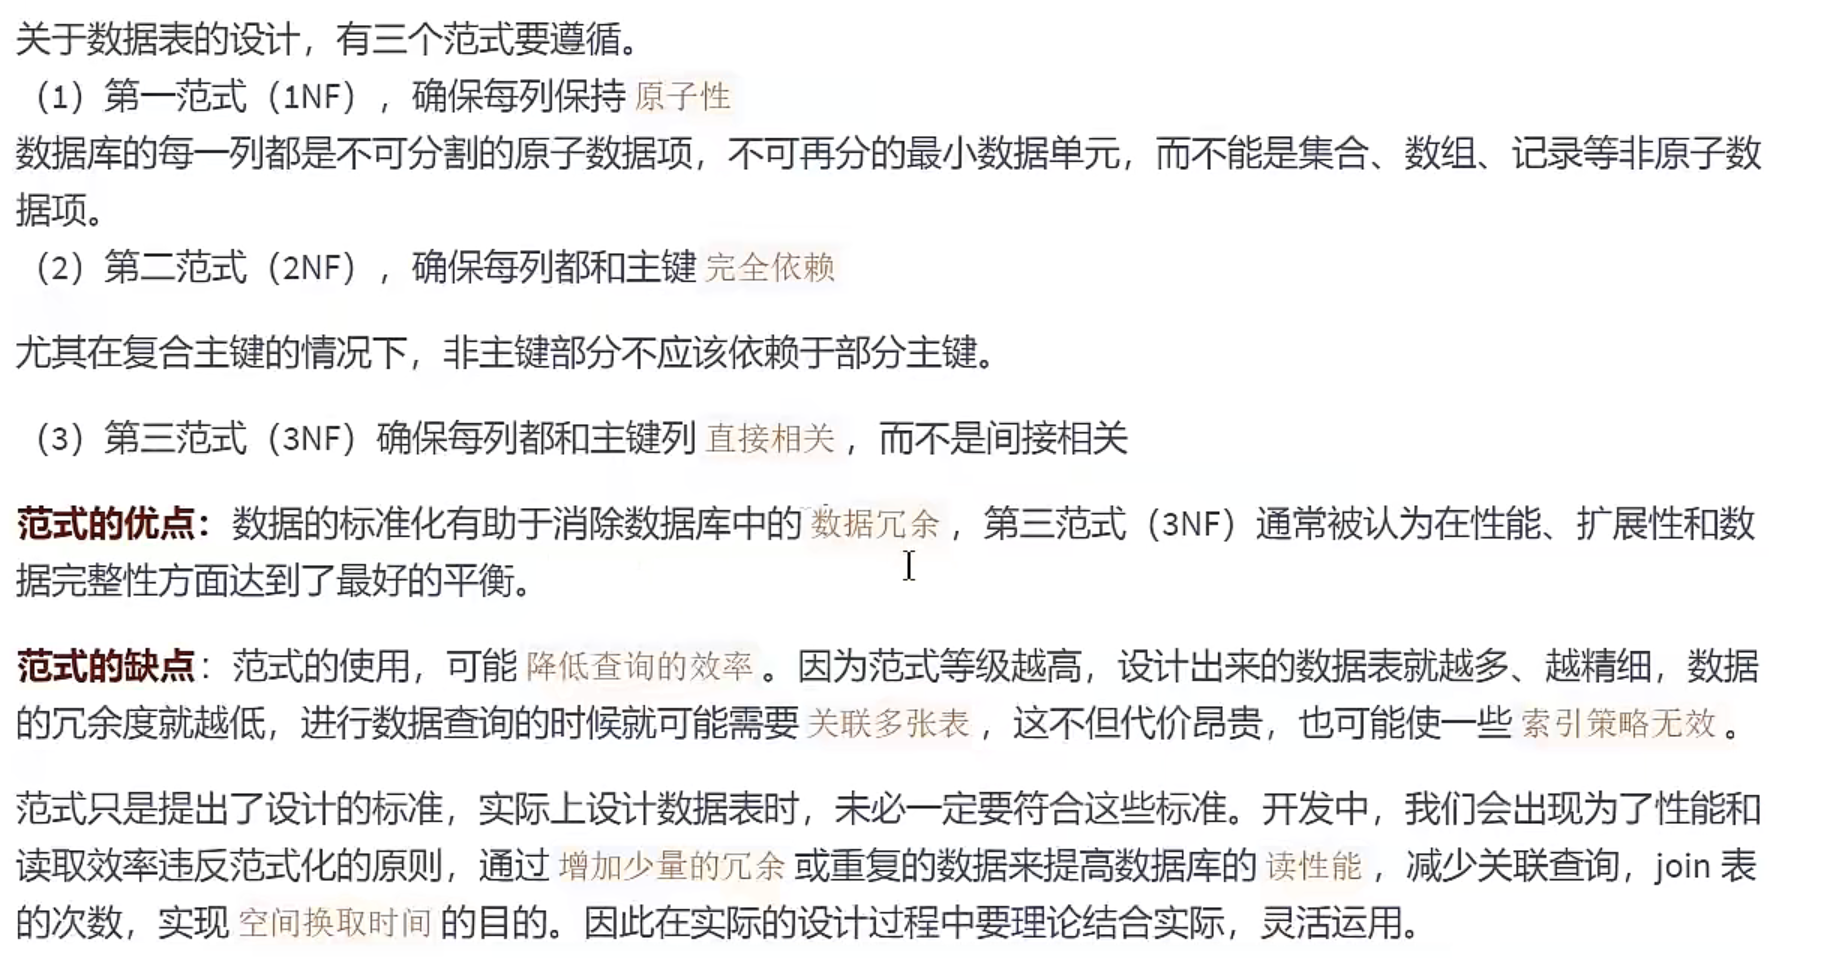 关于数据表的设计，有三个范式要遵循。
（1）第一范式（1NF），确保每列保持 原子性
数据库的每一列都是不可分割的原子数据项，不可再分的最小数据单元，而不能是集合、数组、记录等非原子数
据项。
（2）第二范式（2NF），确保每列都和主键 完全依赖
尤其在复合主键的情况下，非主键部分不应该依赖于部分主键。
（3）第三范式（3NF）确保每列都和主键列 直接相关 ，而不是间接相关
范式的优点：数据的标准化有助于消除数据库中的 数据冗余 ，第三范式（3NF）通常被认为在性能、扩展性和数
据完整性方面达到了最好的平衡。
范式的缺点：范式的使用，可能 降低查询的效率 。因为范式等级越高，设计出来的数据表就越多、越精细，数据
的冗余度就越低，进行数据查询的时候就可能需要 关联多张表 ，这不但代价昂贵，也可能使一些 索引策略无效 。
范式只是提出了设计的标准，实际上设计数据表时，未必一定要符合这些标准。开发中，我们会出现为了性能和
读取效率违反范式化的原则，通过 增加少量的冗余 或重复的数据来提高数据库的 读性能 ，减少关联查询，join 表
的次数，实现 空间换取时间 的目的。因此在实际的设计过程中要理论结合实际，灵活运用。